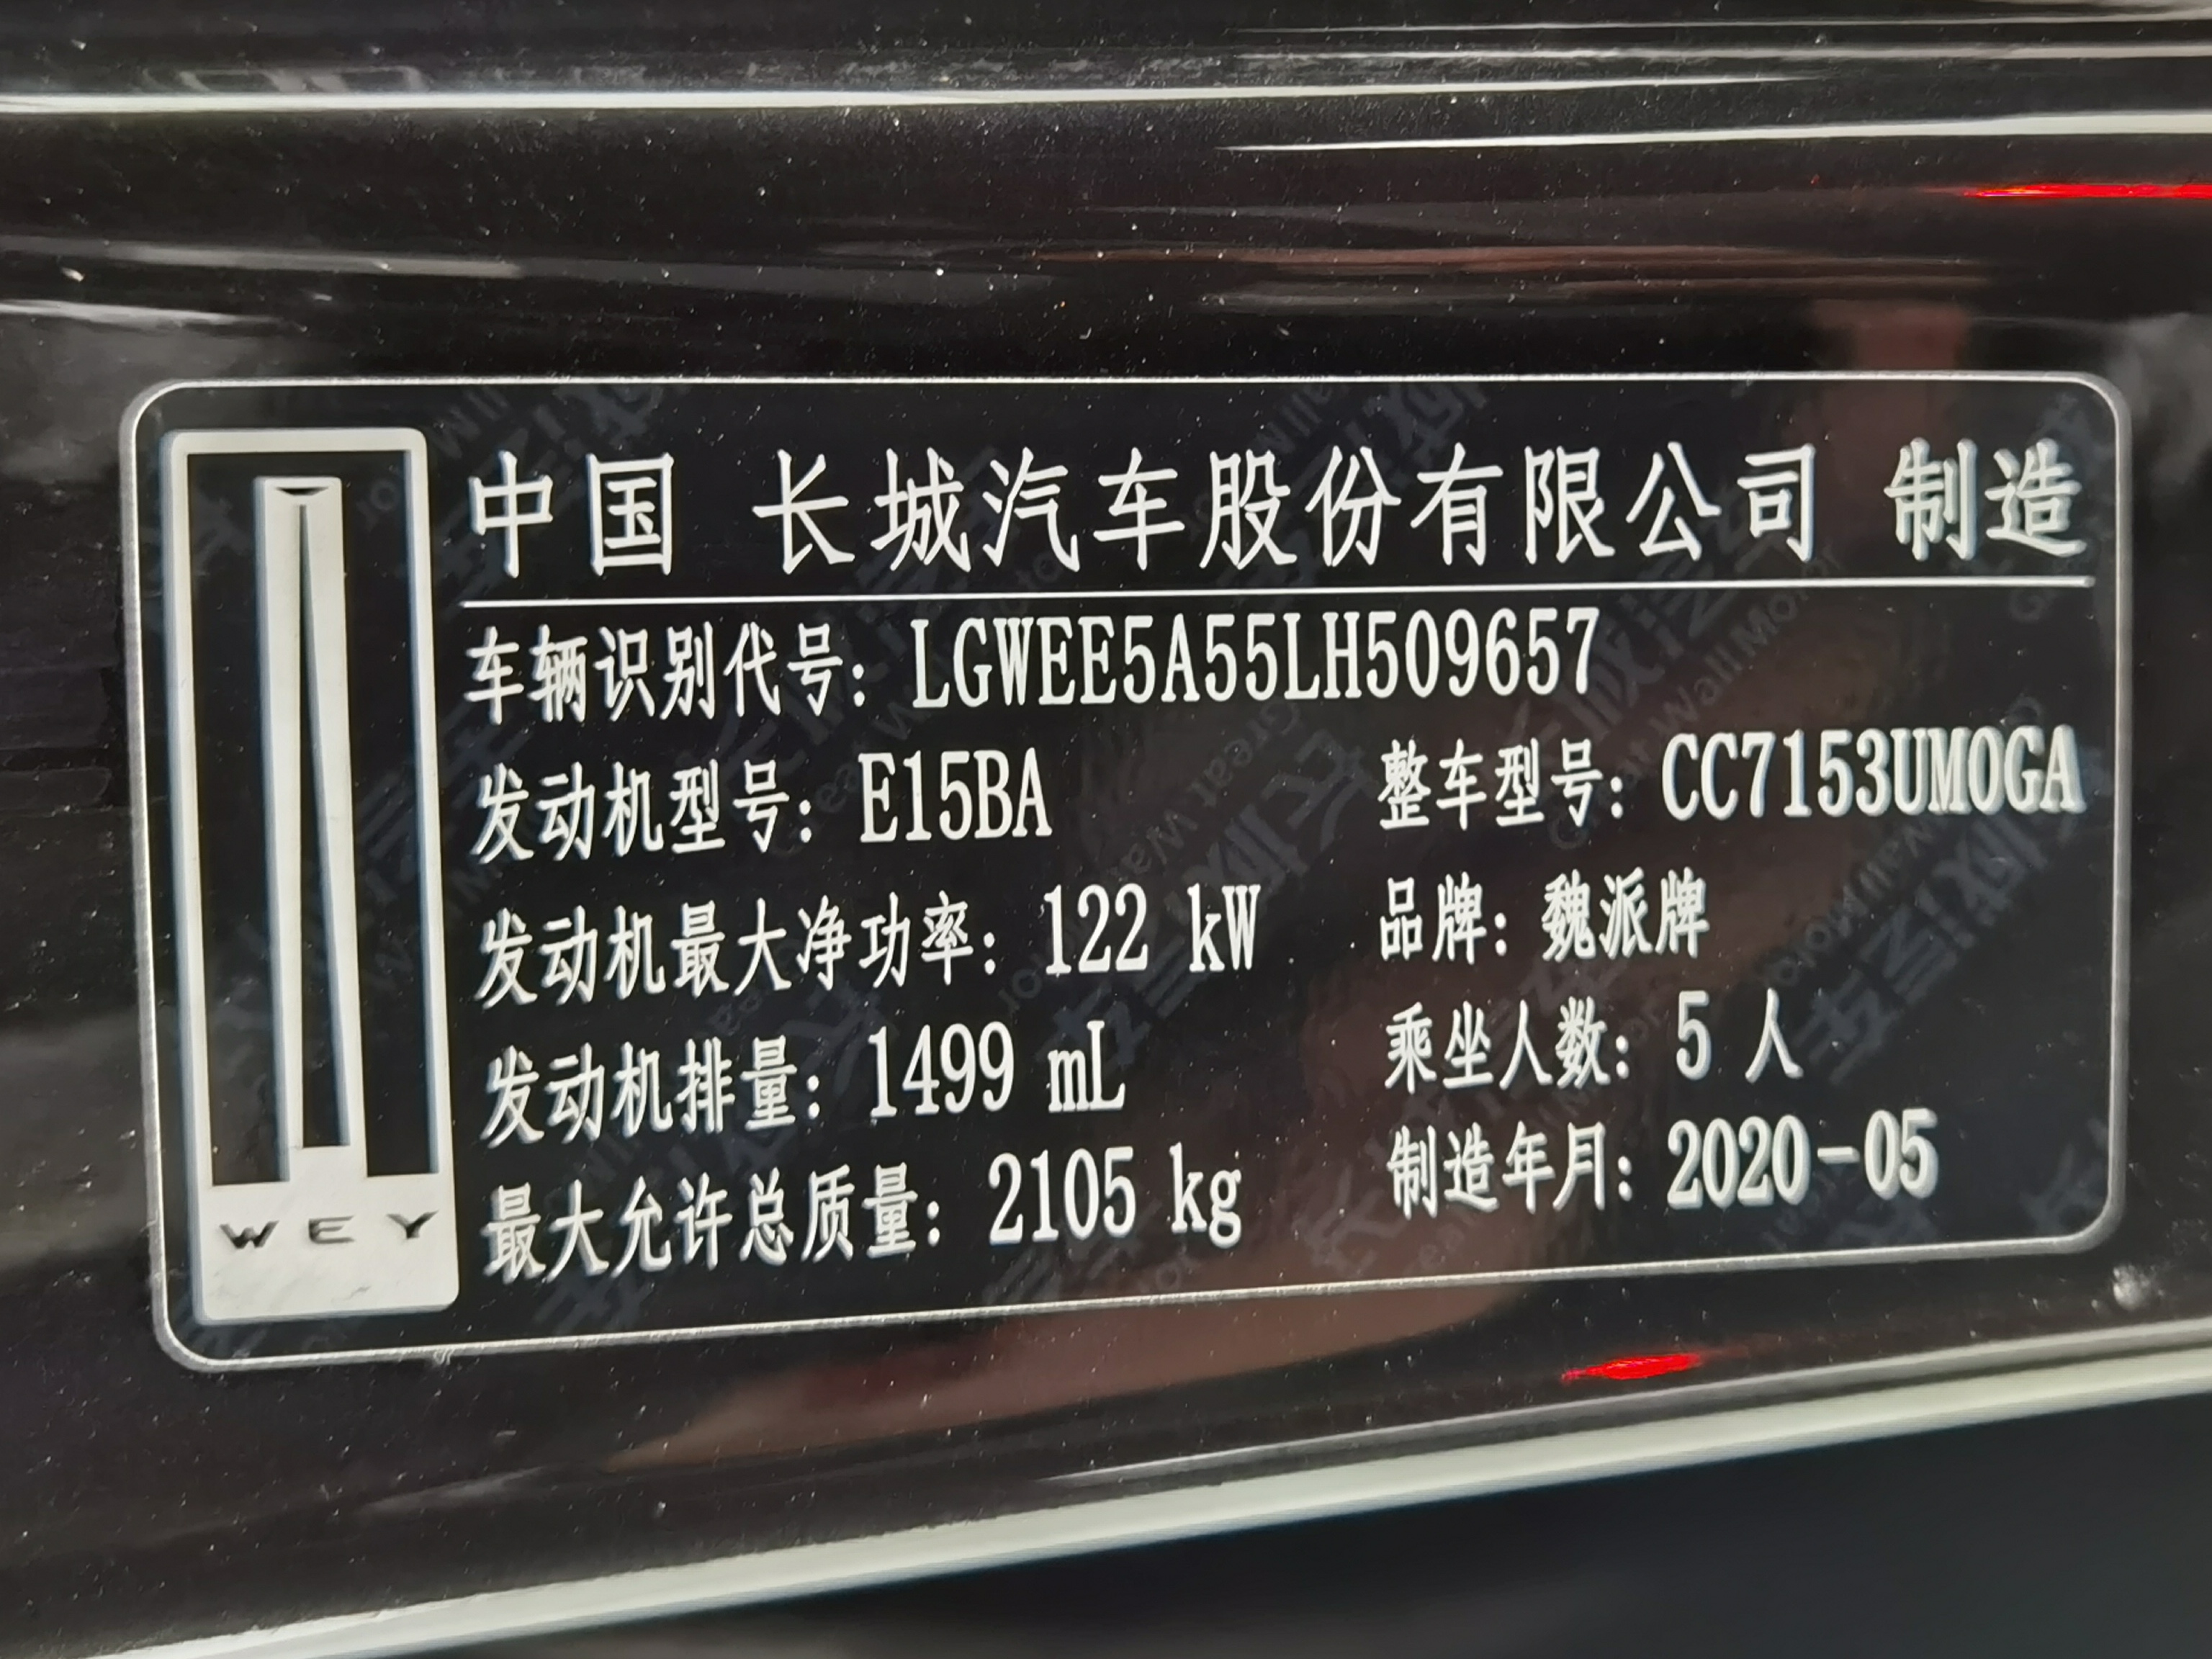 中国 长城汽车股份有限公司 制造
车辆识别代号: LGWEE5A55LH509657
发动机型号: E15BA 整车型号: CC7153UM0GA
发动机最大净功率: 122 kW 品牌: 魏派牌
发动机排量: 1499 mL 乘坐人数: 5 人
最大允许总质量: 2105 kg 制造年月: 2020-05
WEY